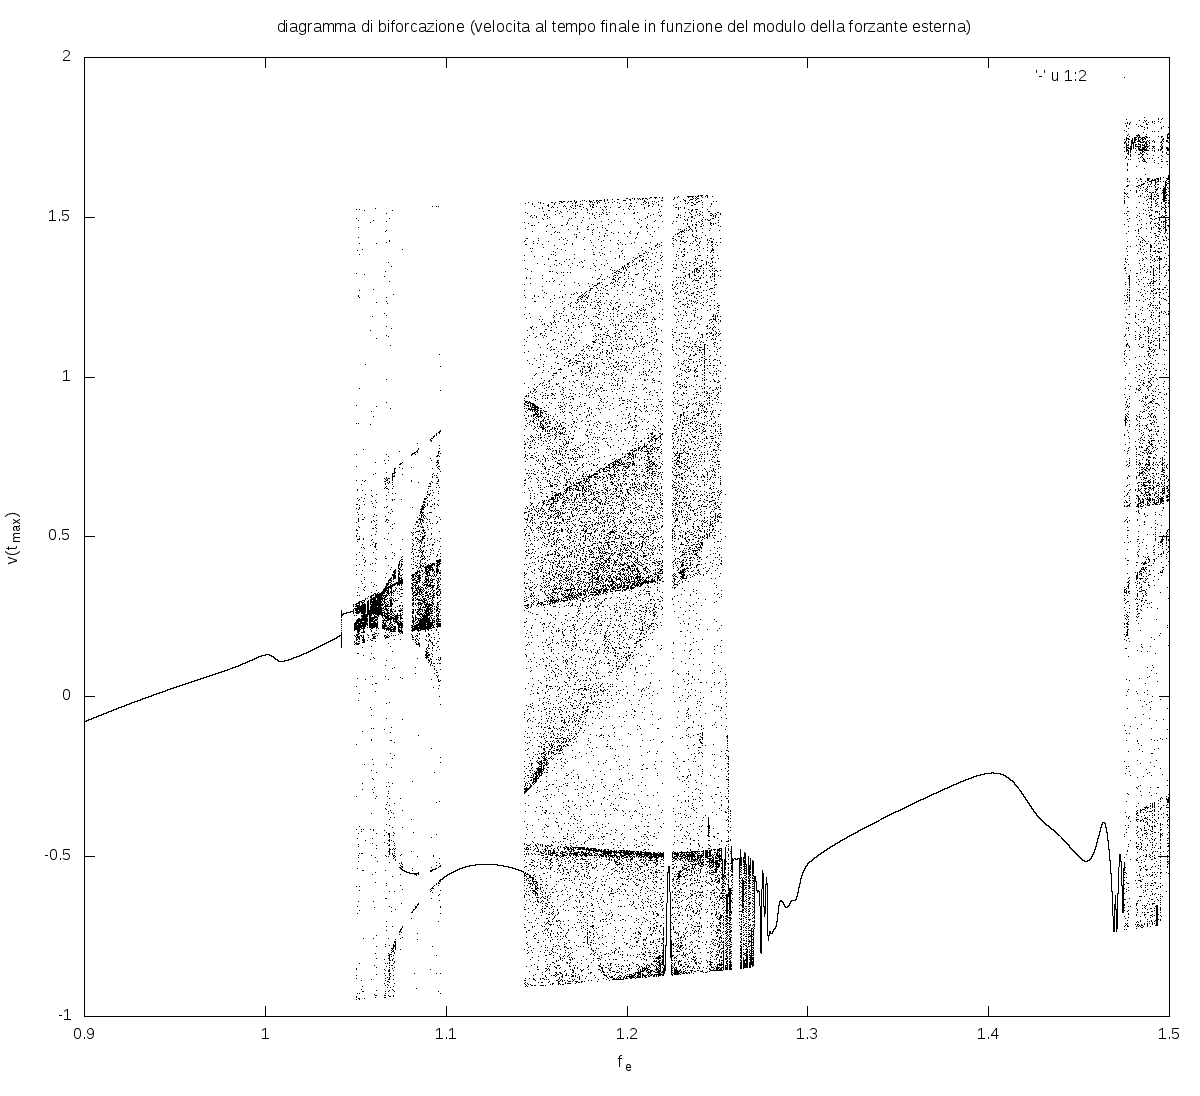 diagramma di biforcazione (velocita al tempo finale in funzione del modulo della forzante esterna)
'-' u 1:2
2
1.5
1
0.5
0
-0.5
-1
v(t max)
0.9 1 1.1 1.2 1.3 1.4 1.5
f e